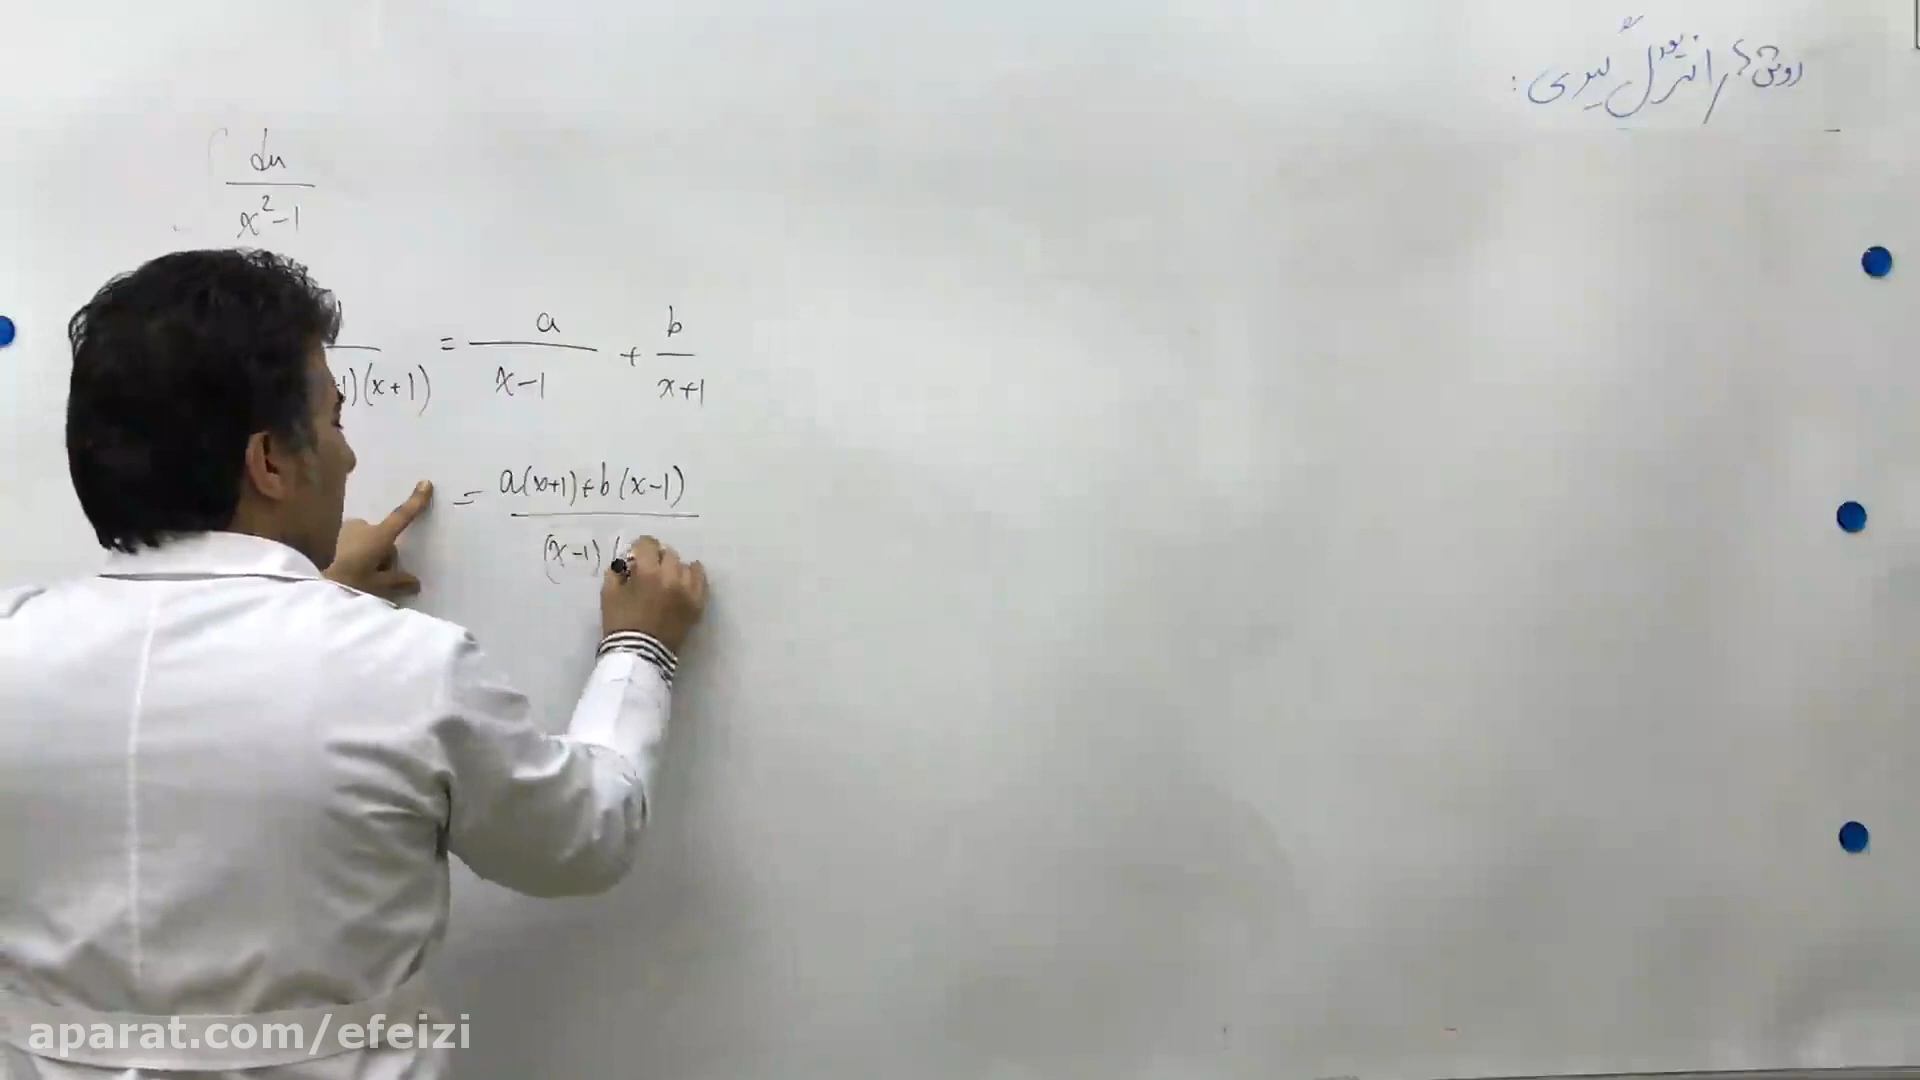 روش های انتگرال گیری:
∫ dx / x²-1
1)(x+1) = a / x-1 + b / x+1
= a(x+1)+b(x-1) / (x-1)(
aparat.com/efeizi